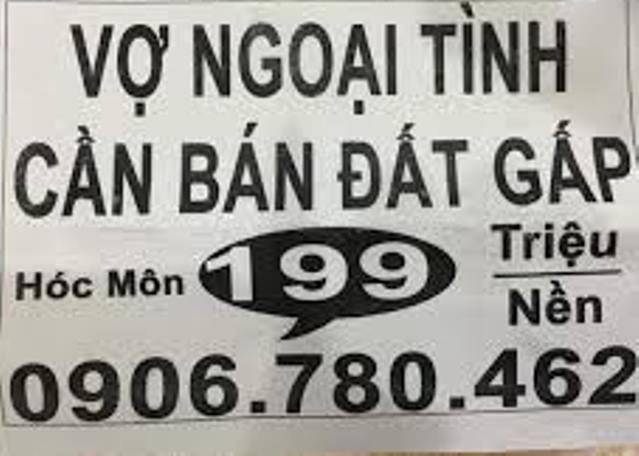 VỢ NGOẠI TÌNH
CẦN BÁN ĐẤT GẤP
Hóc Môn 199 Triệu
Nền
0906.780.462